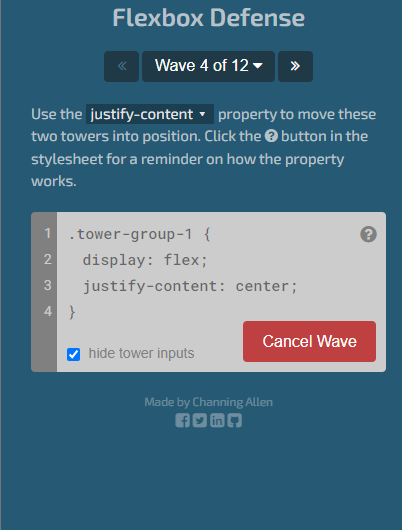 Flexbox Defense
« Wave 4 of 12 »
Use the justify-content property to move these
two towers into position. Click the ? button in the
stylesheet for a reminder on how the property
works.
1 .tower-group-1 { ?
2 display: flex;
3 justify-content: center;
4 }
hide tower inputs
Cancel Wave
Made by Channing Allen